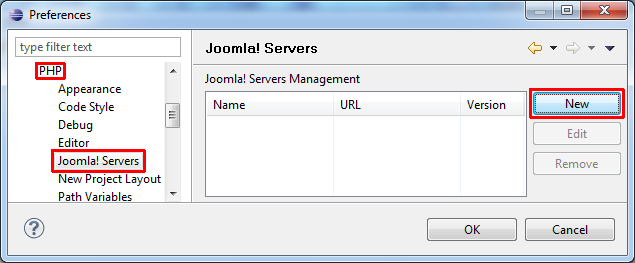 Preferences
type filter text
PHP
Appearance
Code Style
Debug
Editor
Joomla! Servers
New Project Layout
Path Variables
Joomla! Servers
Joomla! Servers Management
Name URL Version
New
Edit
Remove
?
OK Cancel